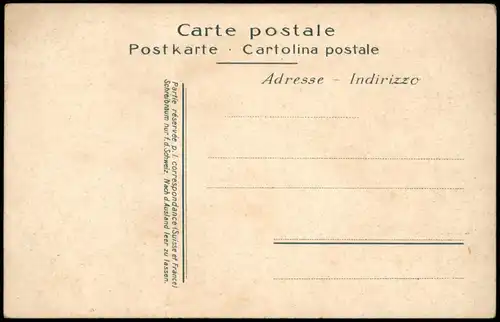 Carte postale
Postkarte · Cartolina postale
Adresse - Indirizzo
Partie réservée p. l. correspondance (Suisse et France)
Schreibraum nur f. d. Schweiz. Nach d. Ausland leer zu lassen.